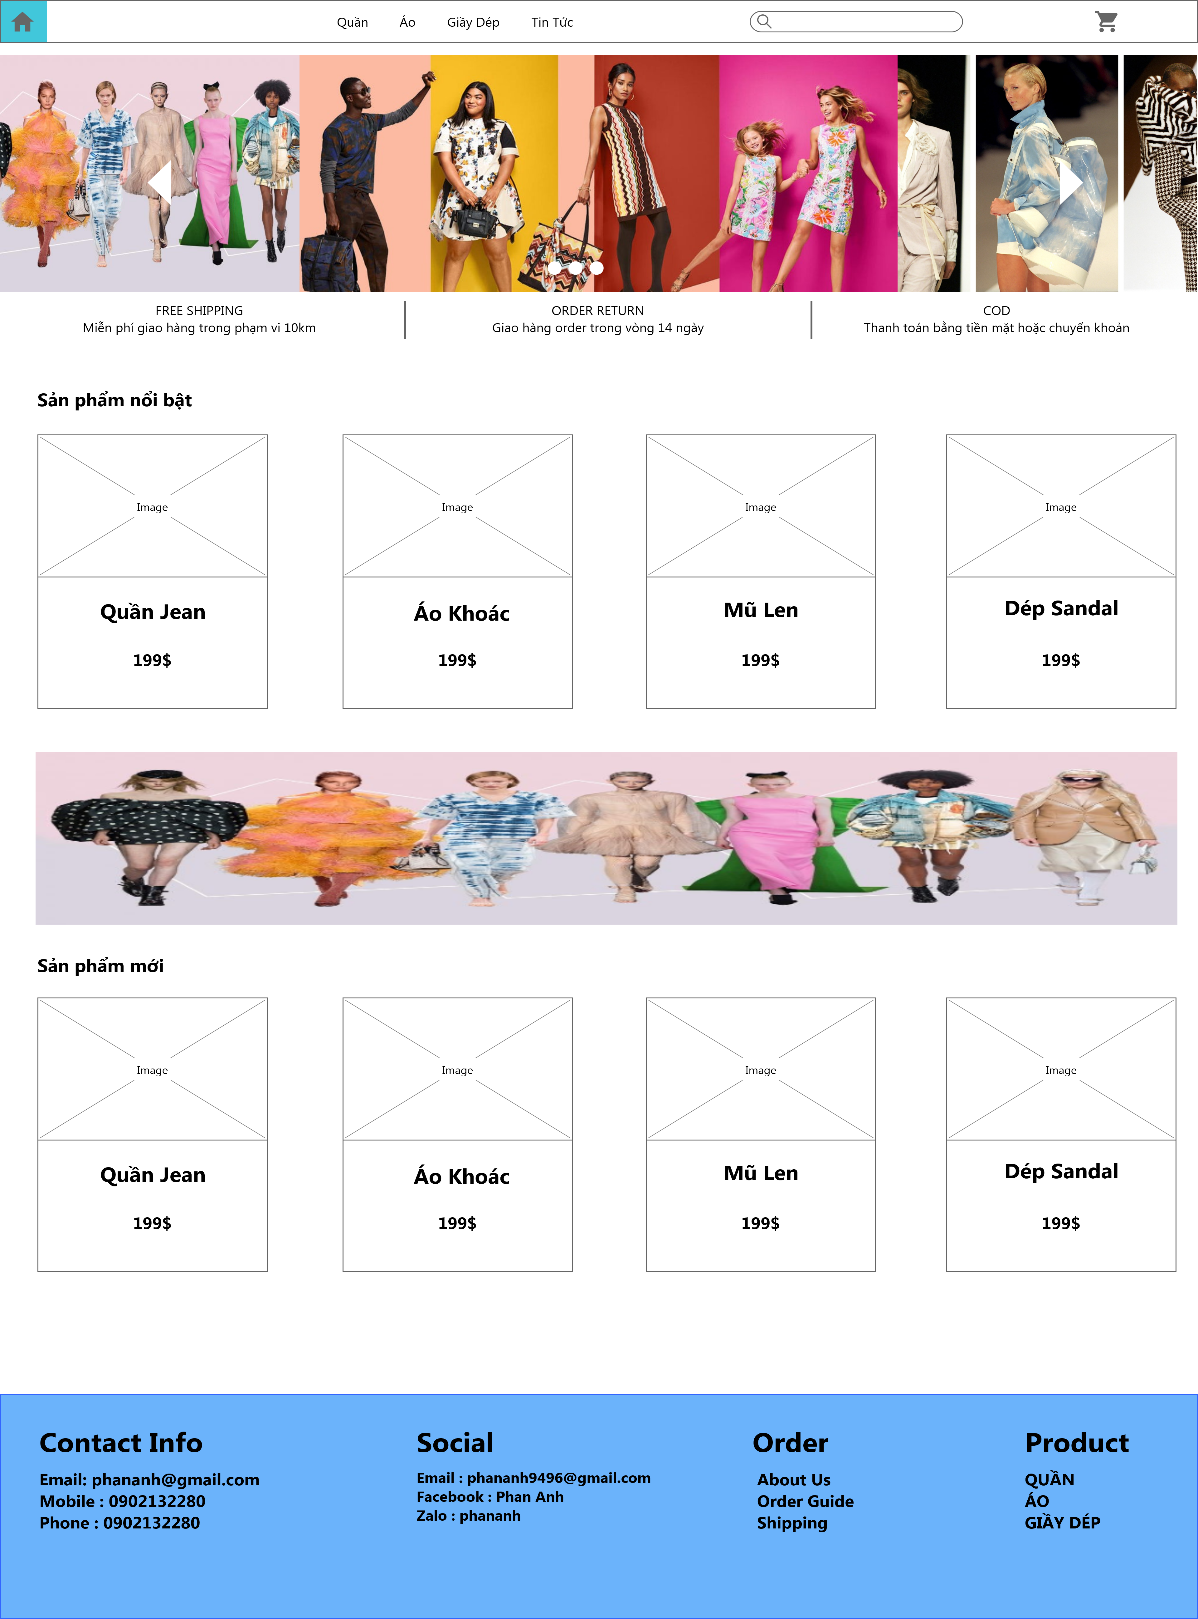 Quần Áo Giầy Dép Tin Tức
FREE SHIPPING
Miễn phí giao hàng trong phạm vi 10km
ORDER RETURN
Giao hàng order trong vòng 14 ngày
COD
Thanh toán bằng tiền mặt hoặc chuyển khoản
Sản phẩm nổi bật
Image
Quần Jean
199$
Image
Áo Khoác
199$
Image
Mũ Len
199$
Image
Dép Sandal
199$
Sản phẩm mới
Image
Quần Jean
199$
Image
Áo Khoác
199$
Image
Mũ Len
199$
Image
Dép Sandal
199$
Contact Info
Email: phananh@gmail.com
Mobile : 0902132280
Phone : 0902132280
Social
Email : phananh9496@gmail.com
Facebook : Phan Anh
Zalo : phananh
Order
About Us
Order Guide
Shipping
Product
QUẦN
ÁO
GIẦY DÉP